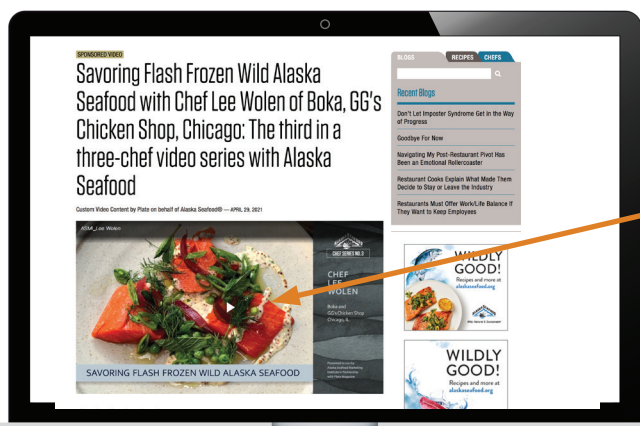 SPONSORED VIDEO
Savoring Flash Frozen Wild Alaska
Seafood with Chef Lee Wolen of Boka, GG's
Chicken Shop, Chicago: The third in a
three-chef video series with Alaska
Seafood
Custom Video Content by Plate on behalf of Alaska Seafood® — APRIL 29, 2021
ASMI_Lee Wolen
CHEF SERIES NO. 3
CHEF
LEE
WOLEN
Boka and
GG'sChicken Shop
Chicago, IL
SAVORING FLASH FROZEN WILD ALASKA SEAFOOD
BLOGS
RECIPES
CHEFS
Recent Blogs
Don't Let Imposter Syndrome Get in the Way
of Progress
Goodbye For Now
Navigating My Post-Restaurant Pivot Has
Been an Emotional Rollercoaster
Restaurant Cooks Explain What Made Them
Decide to Stay or Leave the Industry
Restaurants Must Offer Work/Life Balance if
They Want to Keep Employees
WILDLY
GOOD!
Recipes and more at
alaskaseafood.org
WILDLY
GOOD!
Recipes and more at
alaskaseafood.org